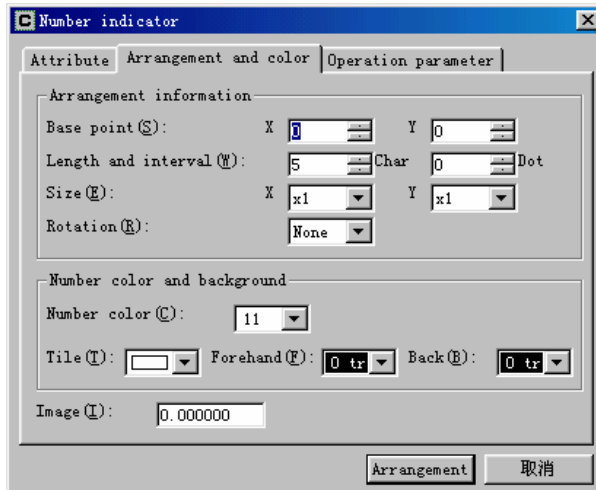 Number indicator
Attribute Arrangement and color Operation parameter
Arrangement information
Base point(S): X 0 Y 0
Length and interval(W): 5 Char 0 Dot
Size(E): X x1 Y x1
Rotation(R): None
Number color and background
Number color(C): 11
Tile(T): Forehand(F): 0 tr Back(B): 0 tr
Image(I): 0.000000
Arrangement 取消